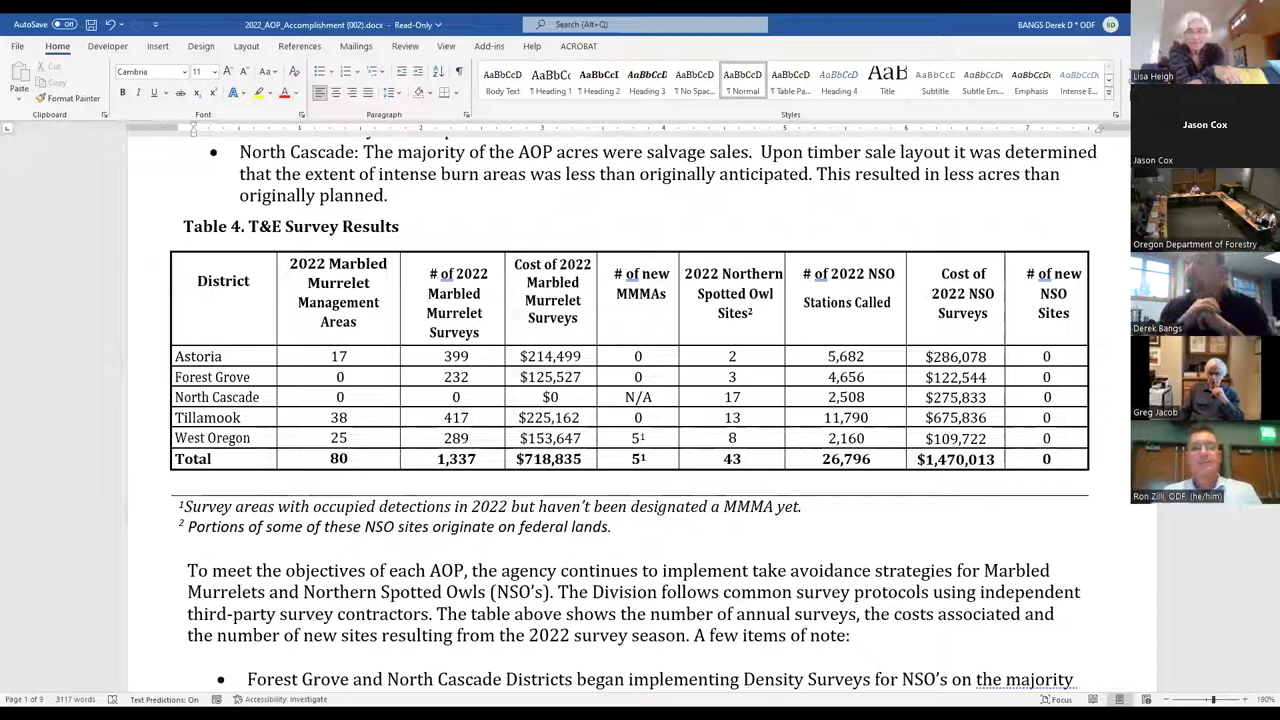 AutoSave Off 2022_AOP_Accomplishment (002).docx - Read-Only Search (Alt+Q) BANGS Derek D * ODF BD
File Home Developer Insert Design Layout References Mailings Review View Add-ins Help ACROBAT
Paste Cut Copy Format Painter
Cambria 11
AaBbCcD AaBbC AaBbCcD AaBbCcD AaBbCcD AaBbCcD AaBbCcD AaBbCcD AaB AaBbCcD AaBbCcD AaBbCcD AaBbCcD
Body Text ¶ Heading 1 ¶ Heading 2 Heading 3 ¶ No Spac... ¶ Normal ¶ Table Pa... Heading 4 Title Subtitle Subtle Em... Emphasis Intense E...
Clipboard Font Paragraph Styles
• North Cascade: The majority of the AOP acres were salvage sales. Upon timber sale layout it was determined
that the extent of intense burn areas was less than originally anticipated. This resulted in less acres than
originally planned.
Table 4. T&E Survey Results
District 2022 Marbled Murrelet Management Areas # of 2022 Marbled Murrelet Surveys Cost of 2022 Marbled Murrelet Surveys # of new MMMAs 2022 Northern Spotted Owl Sites² # of 2022 NSO Stations Called Cost of 2022 NSO Surveys # of new NSO Sites
Astoria 17 399 $214,499 0 2 5,682 $286,078 0
Forest Grove 0 232 $125,527 0 3 4,656 $122,544 0
North Cascade 0 0 $0 N/A 17 2,508 $275,833 0
Tillamook 38 417 $225,162 0 13 11,790 $675,836 0
West Oregon 25 289 $153,647 5¹ 8 2,160 $109,722 0
Total 80 1,337 $718,835 5¹ 43 26,796 $1,470,013 0
¹Survey areas with occupied detections in 2022 but haven't been designated a MMMA yet.
² Portions of some of these NSO sites originate on federal lands.
To meet the objectives of each AOP, the agency continues to implement take avoidance strategies for Marbled
Murrelets and Northern Spotted Owls (NSO's). The Division follows common survey protocols using independent
third-party survey contractors. The table above shows the number of annual surveys, the costs associated and
the number of new sites resulting from the 2022 survey season. A few items of note:
• Forest Grove and North Cascade Districts began implementing Density Surveys for NSO's on the majority
Page 1 of 9 3117 words Text Predictions: On Accessibility: Investigate Focus 190%
Lisa Heigh
Jason Cox
Jason Cox
Oregon Department of Forestry
Derek Bangs
Greg Jacob
Ron Zilli, ODF, (he/him)